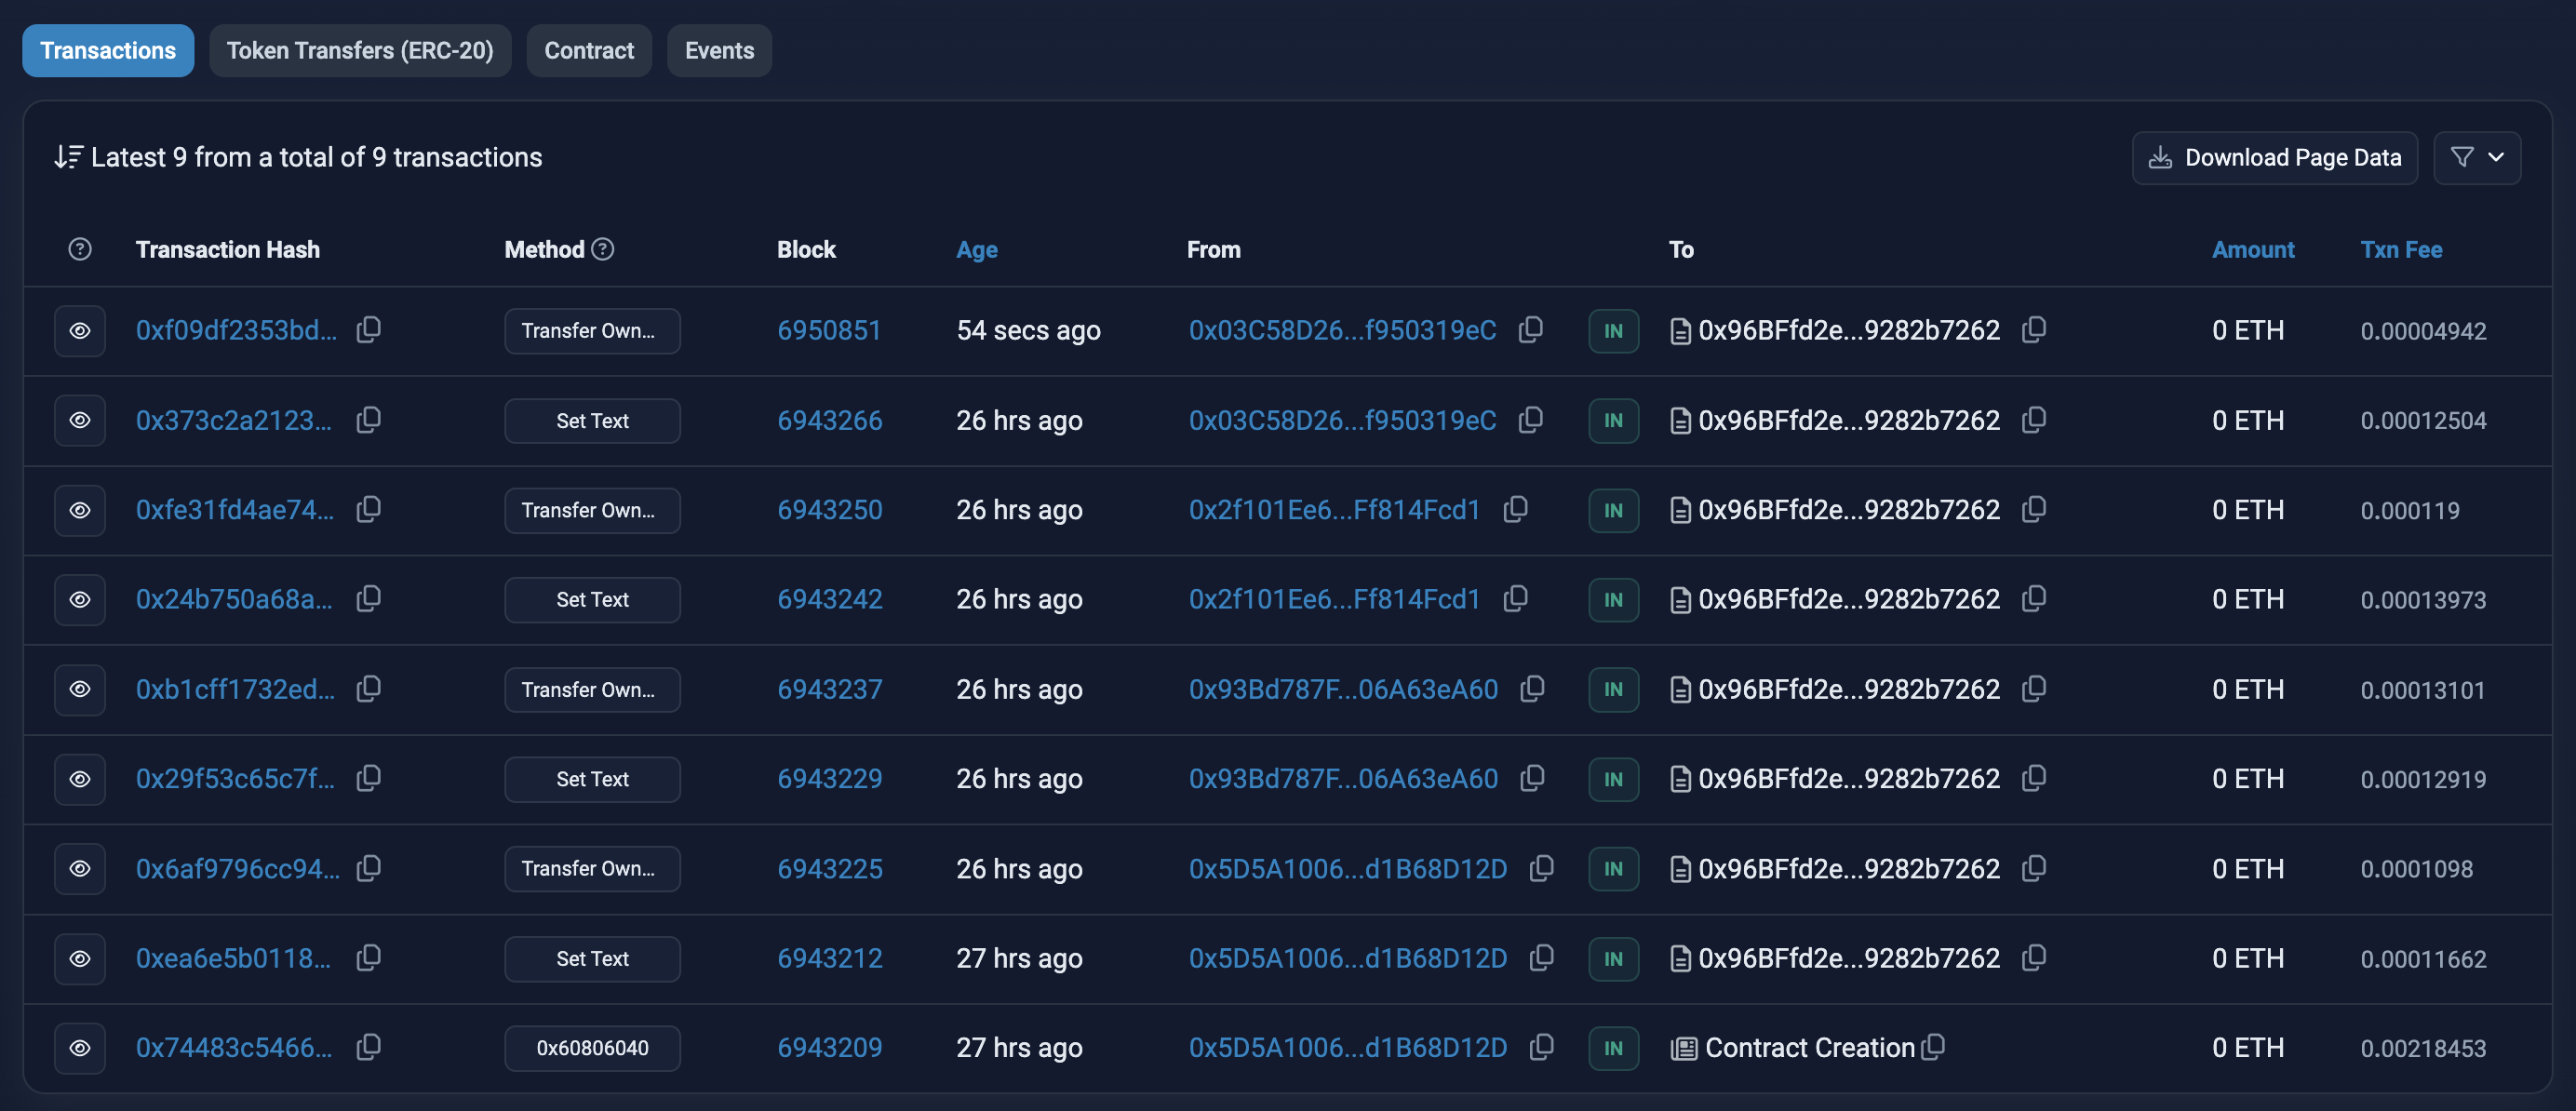 Transactions Token Transfers (ERC-20) Contract Events
Latest 9 from a total of 9 transactions Download Page Data
Transaction Hash Method Block Age From To Amount Txn Fee
0xf09df2353bd... Transfer Own... 6950851 54 secs ago 0x03C58D26...f950319eC IN 0x96BFfd2e...9282b7262 0 ETH 0.00004942
0x373c2a2123... Set Text 6943266 26 hrs ago 0x03C58D26...f950319eC IN 0x96BFfd2e...9282b7262 0 ETH 0.00012504
0xfe31fd4ae74... Transfer Own... 6943250 26 hrs ago 0x2f101Ee6...Ff814Fcd1 IN 0x96BFfd2e...9282b7262 0 ETH 0.000119
0x24b750a68a... Set Text 6943242 26 hrs ago 0x2f101Ee6...Ff814Fcd1 IN 0x96BFfd2e...9282b7262 0 ETH 0.00013973
0xb1cff1732ed... Transfer Own... 6943237 26 hrs ago 0x93Bd787F...06A63eA60 IN 0x96BFfd2e...9282b7262 0 ETH 0.00013101
0x29f53c65c7f... Set Text 6943229 26 hrs ago 0x93Bd787F...06A63eA60 IN 0x96BFfd2e...9282b7262 0 ETH 0.00012919
0x6af9796cc94... Transfer Own... 6943225 26 hrs ago 0x5D5A1006...d1B68D12D IN 0x96BFfd2e...9282b7262 0 ETH 0.0001098
0xea6e5b0118... Set Text 6943212 27 hrs ago 0x5D5A1006...d1B68D12D IN 0x96BFfd2e...9282b7262 0 ETH 0.00011662
0x74483c5466... 0x60806040 6943209 27 hrs ago 0x5D5A1006...d1B68D12D IN Contract Creation 0 ETH 0.00218453